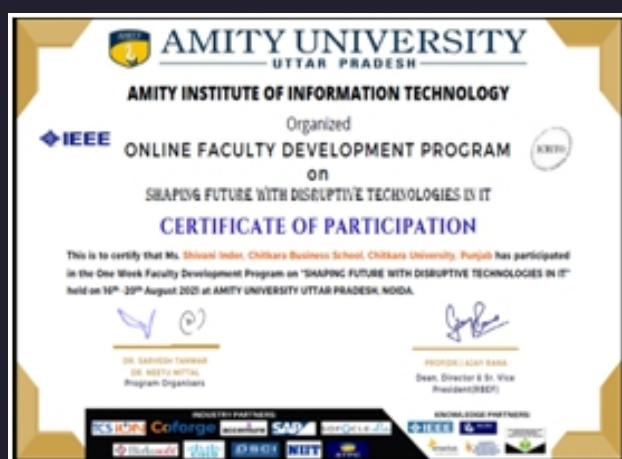 AMITY UNIVERSITY
UTTAR PRADESH
AMITY INSTITUTE OF INFORMATION TECHNOLOGY
Organized
IEEE
ONLINE FACULTY DEVELOPMENT PROGRAM
on
SHAPING FUTURE WITH DISRUPTIVE TECHNOLOGIES IN IT
CERTIFICATE OF PARTICIPATION
This is to certify that Ms. Shivani Inder, Chitkara Business School, Chitkara University, Punjab has participated
in the One Week Faculty Development Program on "SHAPING FUTURE WITH DISRUPTIVE TECHNOLOGIES IN IT"
held on 16th -20th August 2021 at AMITY UNIVERSITY UTTAR PRADESH, NOIDA.
DR. SARVESH TANWAR
DR. NEETU MITTAL
Program Organisers
PROF(DR.) AJAY RANA
Dean, Director & Sr. Vice
President(RBEF)
INDUSTRY PARTNERS:
KNOWLEDGE PARTNERS:
TCS iON Coforge accenture SAP
IEEE
Birlasoft DSCI NIIT